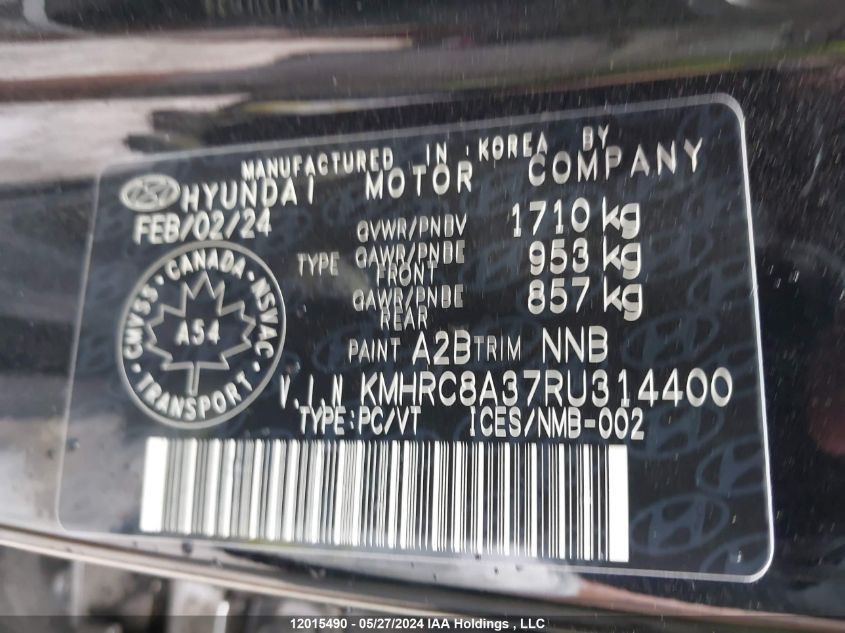 MANUFACTURED IN KOREA BY
HYUNDAI MOTOR COMPANY
FEB/02/24
GVWR/PNBV 1710 kg
TYPE GAWR/PNBE FRONT 953 kg
GAWR/PNBE REAR 857 kg
CANADA
CMVSS NSVAC
A54
TRANSPORT
PAINT A2B TRIM NNB
V.I.N KMHRC8A37RU314400
TYPE:PC/VT ICES/NMB-002
12015490 - 05/27/2024 IAA Holdings , LLC